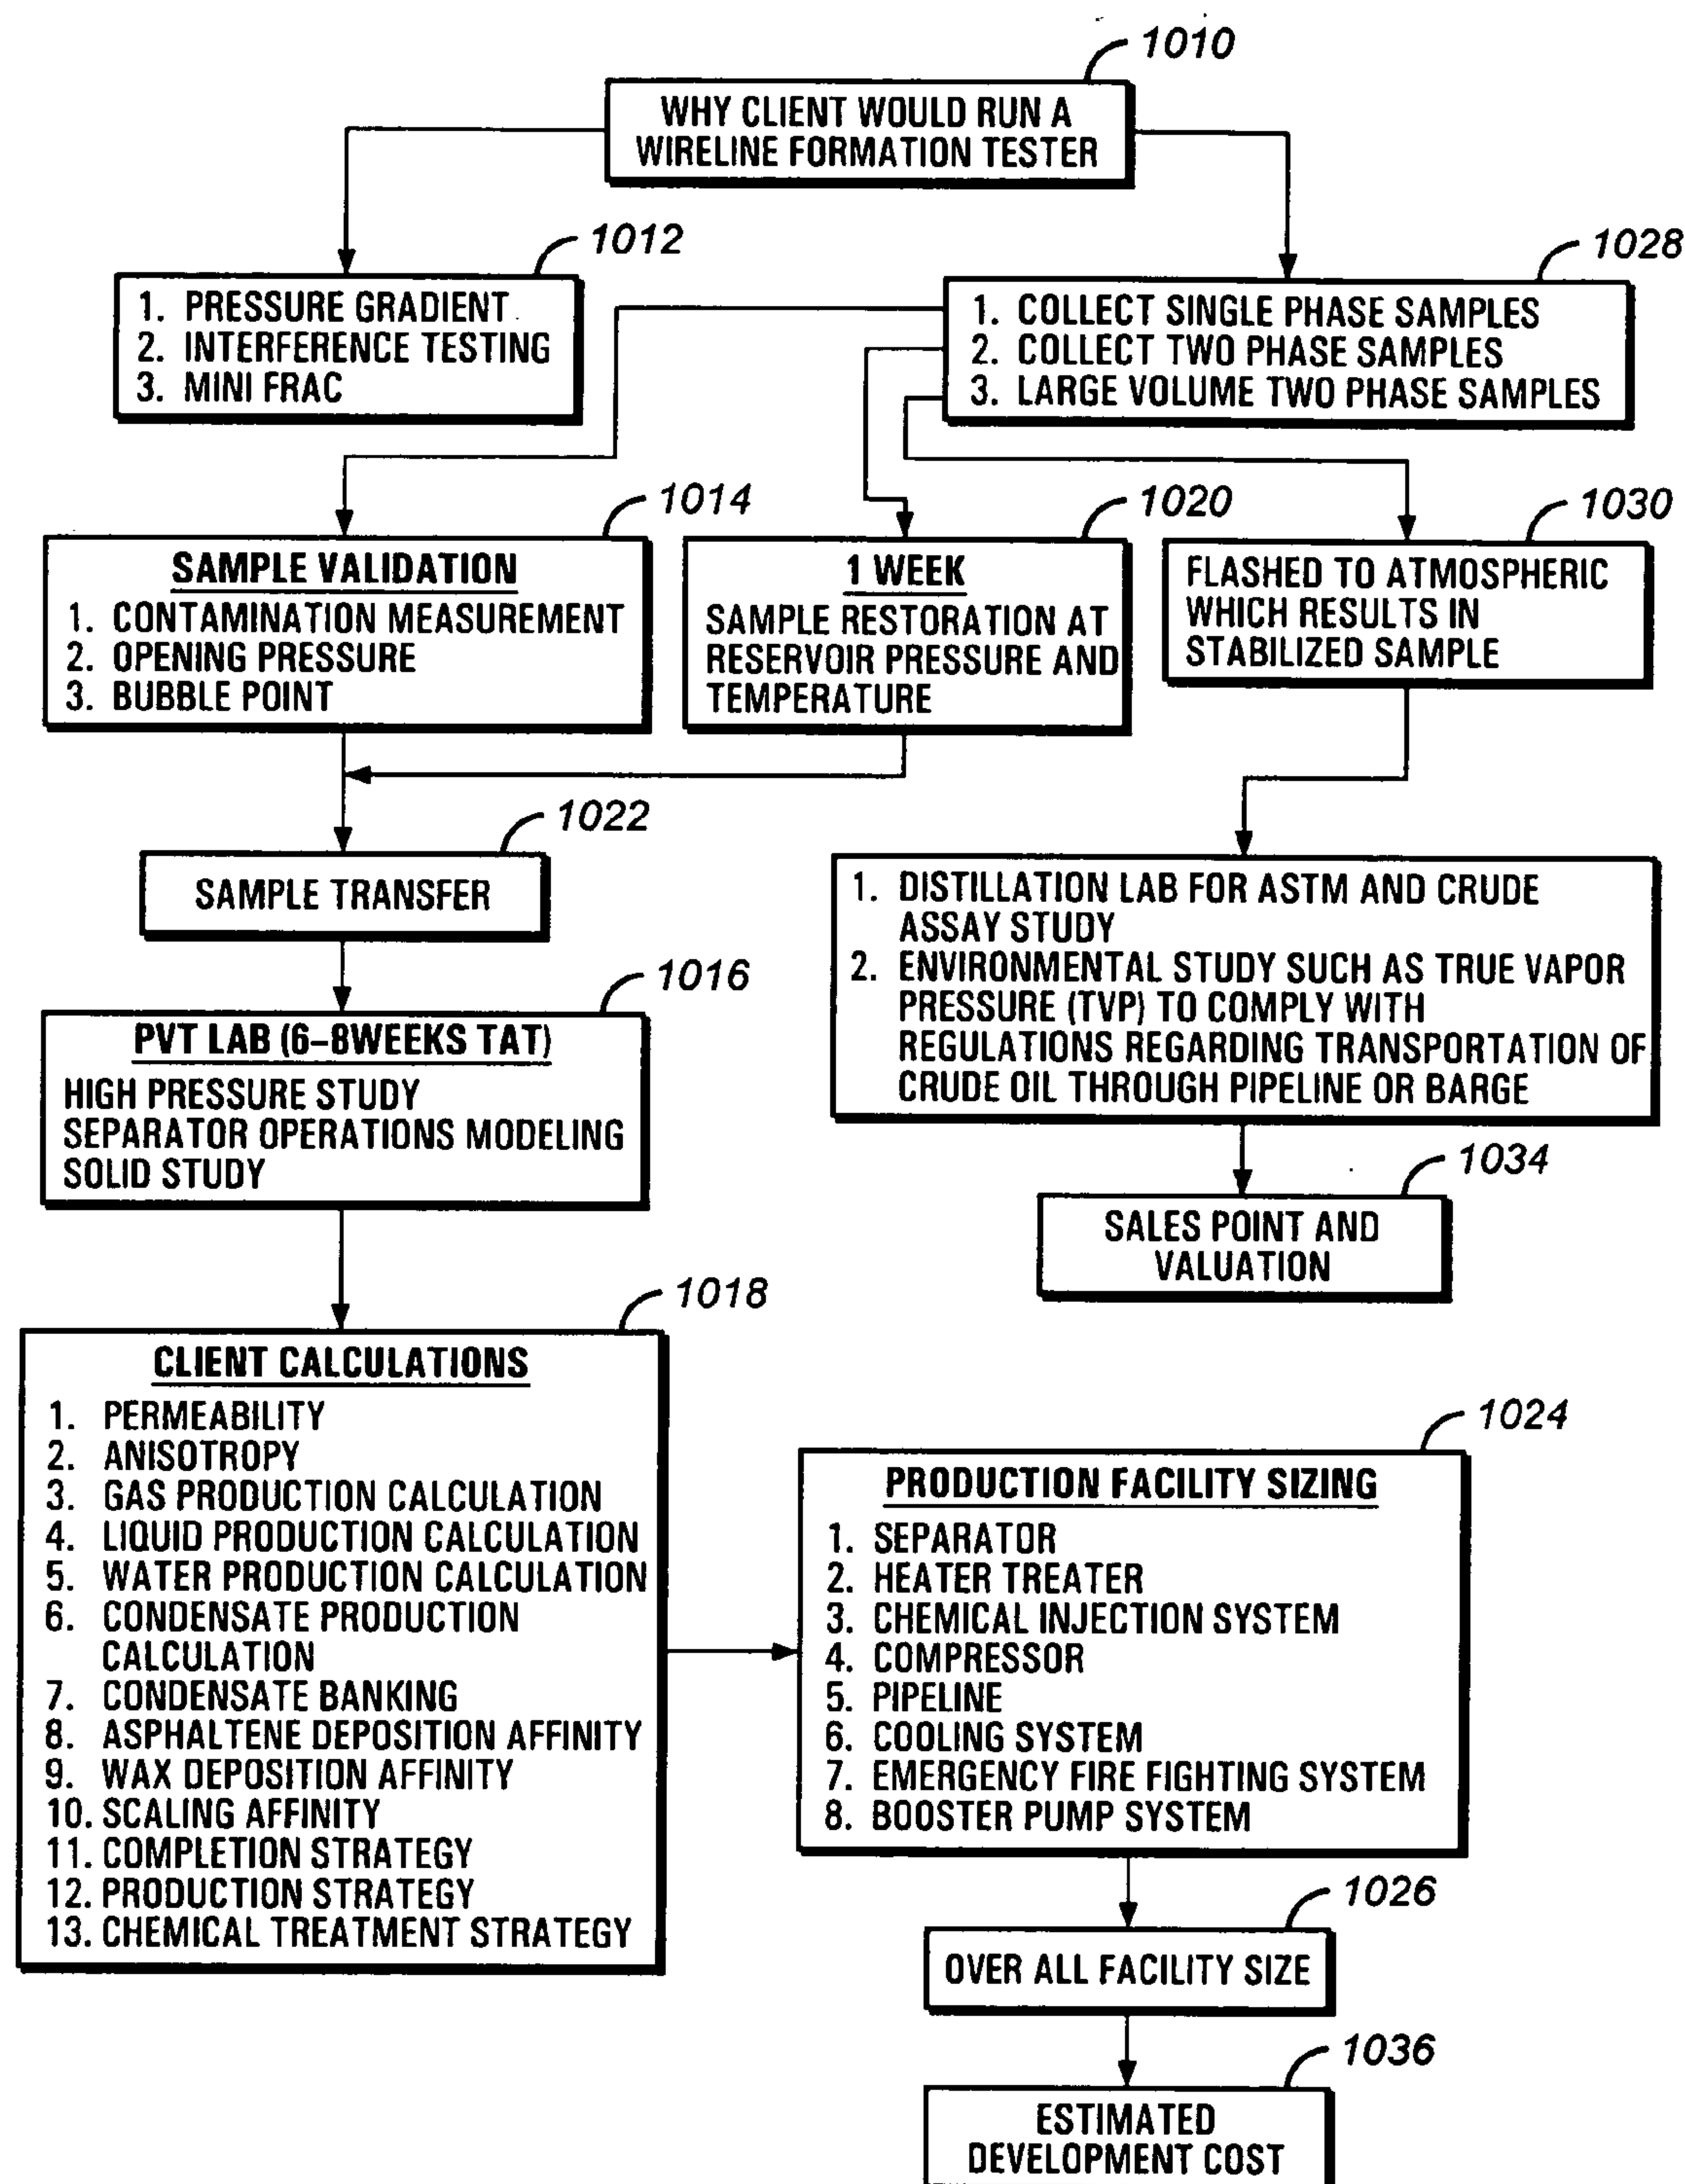 1010
WHY CLIENT WOULD RUN A
WIRELINE FORMATION TESTER
1012
1. PRESSURE GRADIENT
2. INTERFERENCE TESTING
3. MINI FRAC
1028
1. COLLECT SINGLE PHASE SAMPLES
2. COLLECT TWO PHASE SAMPLES
3. LARGE VOLUME TWO PHASE SAMPLES
1014
SAMPLE VALIDATION
1. CONTAMINATION MEASUREMENT
2. OPENING PRESSURE
3. BUBBLE POINT
1020
1 WEEK
SAMPLE RESTORATION AT
RESERVOIR PRESSURE AND
TEMPERATURE
1030
FLASHED TO ATMOSPHERIC
WHICH RESULTS IN
STABILIZED SAMPLE
1022
SAMPLE TRANSFER
1. DISTILLATION LAB FOR ASTM AND CRUDE
ASSAY STUDY
2. ENVIRONMENTAL STUDY SUCH AS TRUE VAPOR
PRESSURE (TVP) TO COMPLY WITH
REGULATIONS REGARDING TRANSPORTATION OF
CRUDE OIL THROUGH PIPELINE OR BARGE
1016
PVT LAB (6–8WEEKS TAT)
HIGH PRESSURE STUDY
SEPARATOR OPERATIONS MODELING
SOLID STUDY
1034
SALES POINT AND
VALUATION
1018
CLIENT CALCULATIONS
1. PERMEABILITY
2. ANISOTROPY
3. GAS PRODUCTION CALCULATION
4. LIQUID PRODUCTION CALCULATION
5. WATER PRODUCTION CALCULATION
6. CONDENSATE PRODUCTION
CALCULATION
7. CONDENSATE BANKING
8. ASPHALTENE DEPOSITION AFFINITY
9. WAX DEPOSITION AFFINITY
10. SCALING AFFINITY
11. COMPLETION STRATEGY
12. PRODUCTION STRATEGY
13. CHEMICAL TREATMENT STRATEGY
1024
PRODUCTION FACILITY SIZING
1. SEPARATOR
2. HEATER TREATER
3. CHEMICAL INJECTION SYSTEM
4. COMPRESSOR
5. PIPELINE
6. COOLING SYSTEM
7. EMERGENCY FIRE FIGHTING SYSTEM
8. BOOSTER PUMP SYSTEM
1026
OVER ALL FACILITY SIZE
1036
ESTIMATED
DEVELOPMENT COST